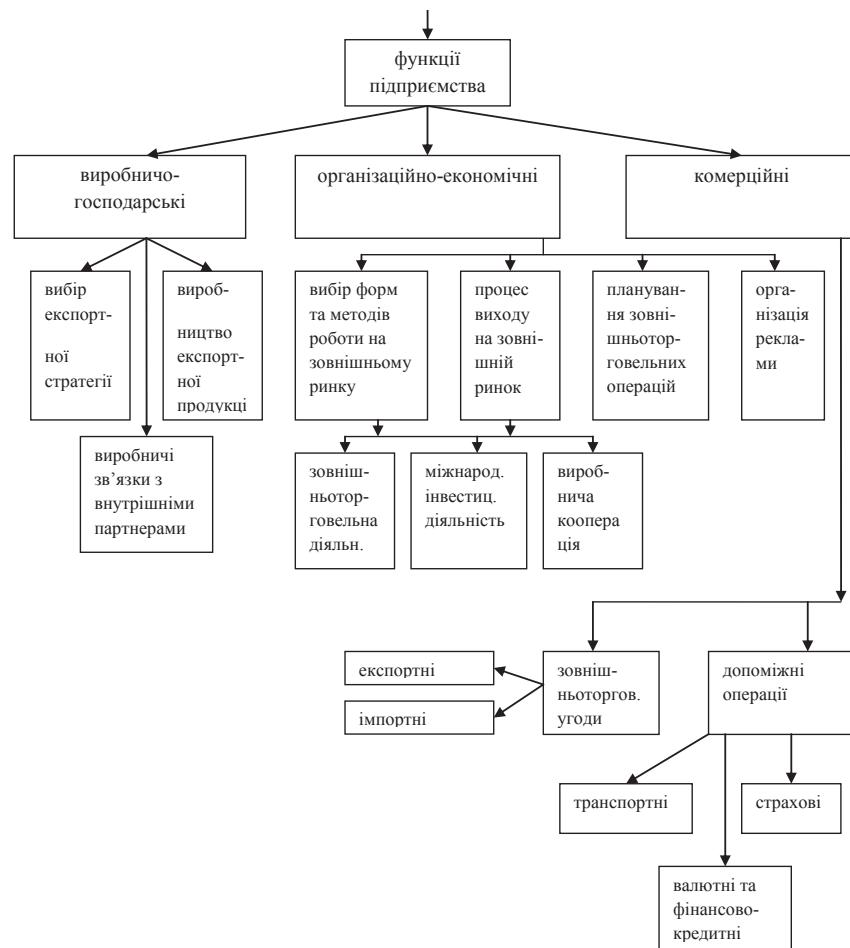 функції
підприємства
виробничо-
господарські
організаційно-економічні
комерційні
вибір
експорт-
ної
стратегії
вироб-
ництво
експорт-
ної
продукці
вибір форм
та методів
роботи на
зовнішньому
ринку
процес
виходу
на зовні-
шній
ринок
плануван-
ня зовні-
шньотор-
говельних
операцій
орга-
нізація
рекла-
ми
виробничі
зв’язки з
внутрішніми
партнерами
зовніш-
ньотор-
говельна
діяльн.
міжнарод.
інвестиц.
діяльність
вироб-
нича
коопера
ція
експортні
імпортні
зовніш-
ньоторгов.
угоди
допоміжні
операції
транспортні
страхові
валютні та
фінансово-
кредитні